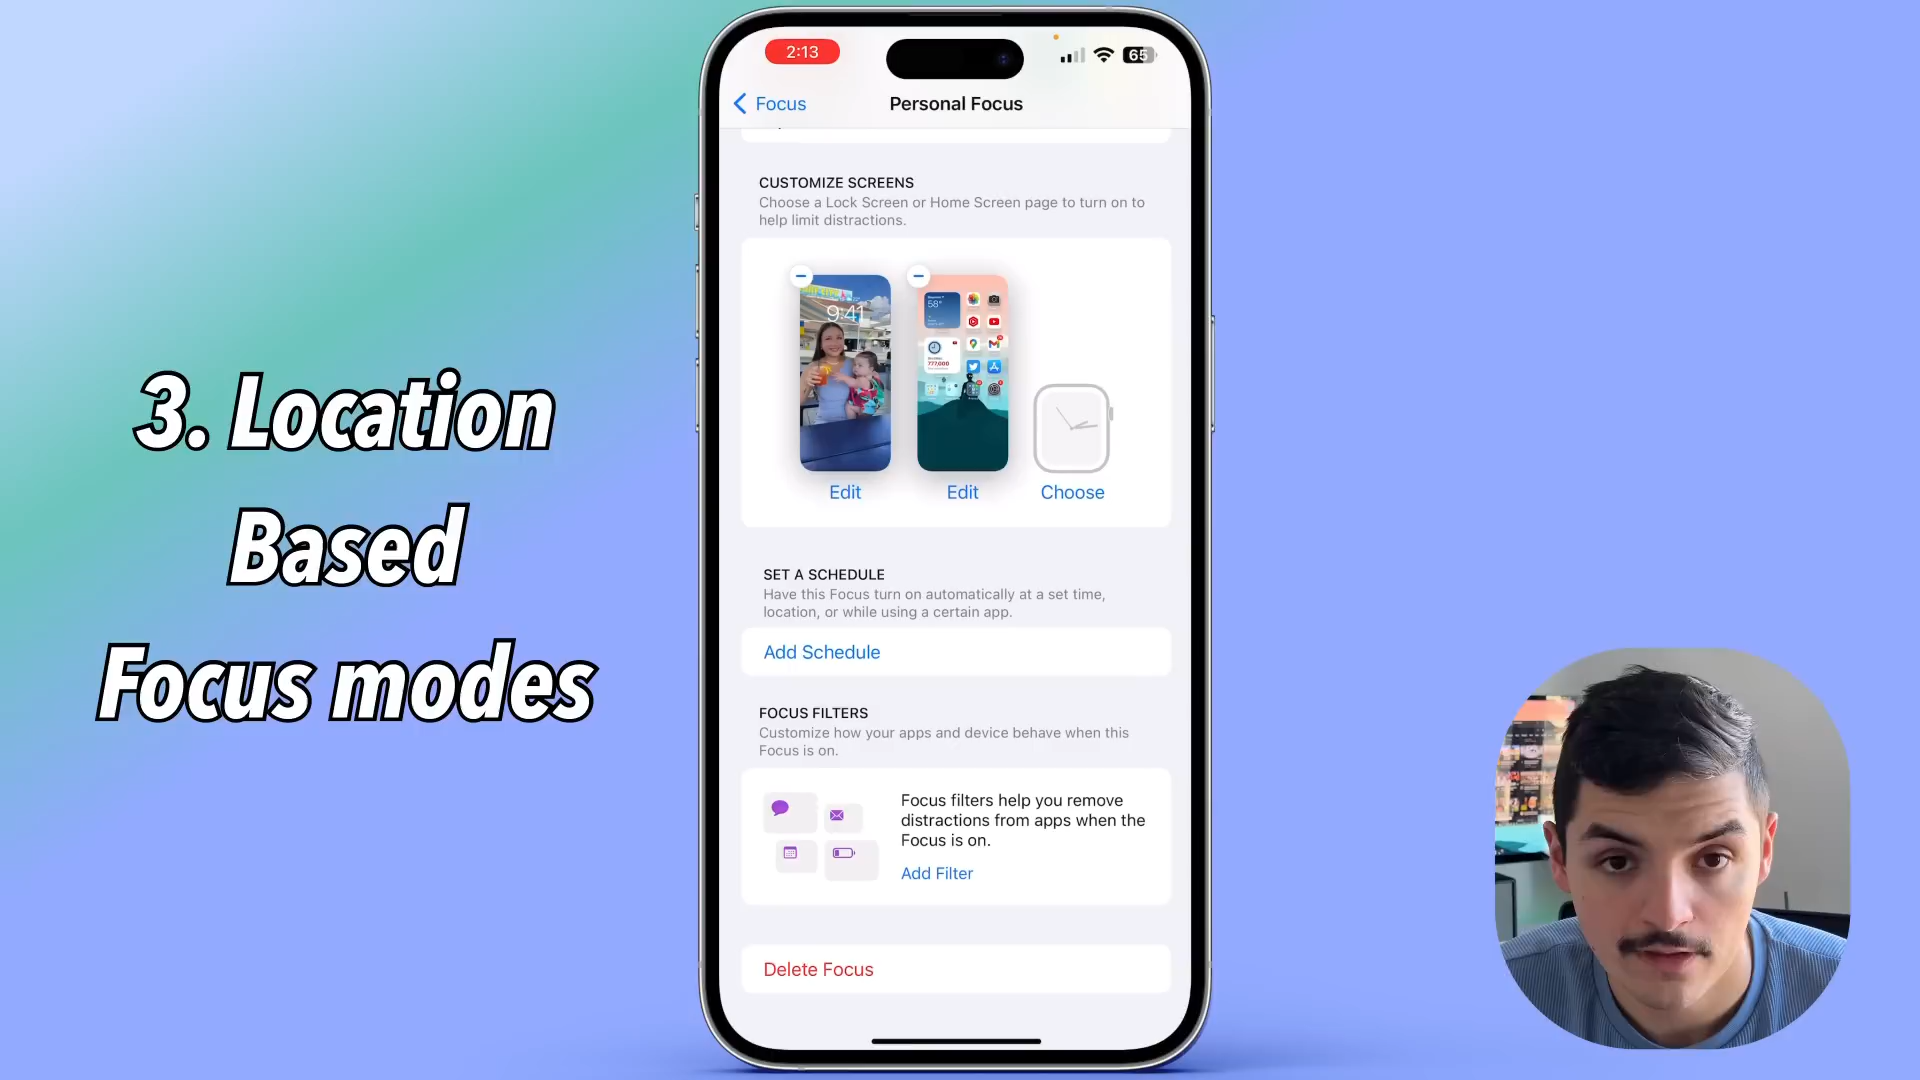 3. Location
Based
Focus modes
2:13
65
Focus
Personal Focus
CUSTOMIZE SCREENS
Choose a Lock Screen or Home Screen page to turn on to
help limit distractions.
9:41
58°
777,000
Edit
Edit
Choose
SET A SCHEDULE
Have this Focus turn on automatically at a set time,
location, or while using a certain app.
Add Schedule
FOCUS FILTERS
Customize how your apps and device behave when this
Focus is on.
Focus filters help you remove
distractions from apps when the
Focus is on.
Add Filter
Delete Focus